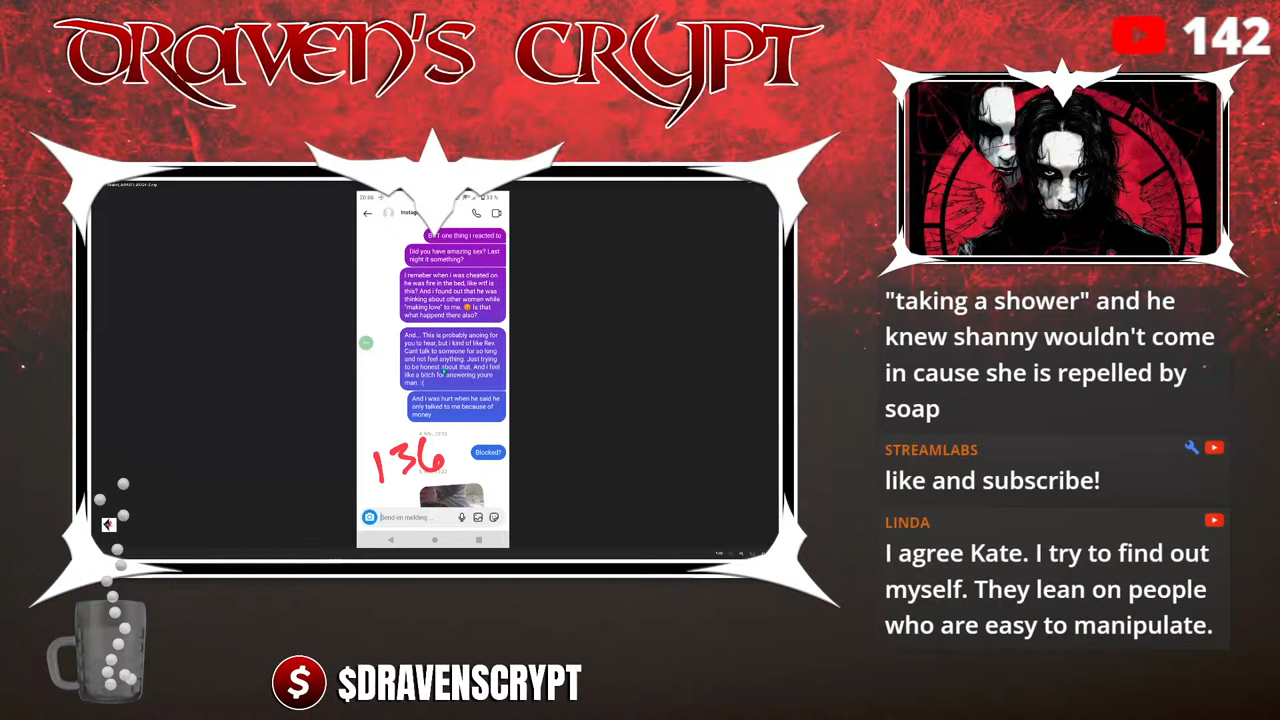 DRAVEN'S CRYPT
142
20:06
33 %
one thing i reacted to
Did you have amazing sex? Last
night it something?
I remeber when i was cheated on
he was fire in the bed, like wtf is
this? And i found out that he was
thinking about other women while
"making love" to me. 😡 Is that
what happend there also?
And... This is probably anoing for
you to hear, but i kind of like Rev.
Cant talk to someone for so long
and not feel anything. Just trying
to be honest about that. And i feel
like a bitch for answering youre
man. :(
And i was hurt when he said he
only talked to me because of
money
Blocked?
136
Send en melding ...
"taking a shower" and he
knew shanny wouldn't come
in cause she is repelled by
soap
STREAMLABS
like and subscribe!
LINDA
I agree Kate. I try to find out
myself. They lean on people
who are easy to manipulate.
$ $DRAVENSCRYPT